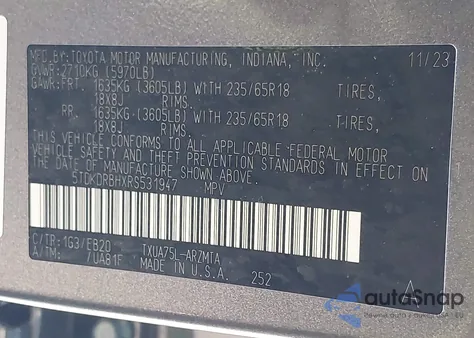 MFD.BY:TOYOTA MOTOR MANUFACTURING, INDIANA, INC. 11/23
GVWR:2710KG (5970LB)
GAWR:FRT. 1635KG (3605LB) WITH 235/65R18 TIRES,
18X8J RIMS.
RR. 1635KG (3605LB) WITH 235/65R18 TIRES,
18X8J RIMS.
THIS VEHICLE CONFORMS TO ALL APPLICABLE FEDERAL MOTOR
VEHICLE SAFETY AND THEFT PREVENTION STANDARDS IN EFFECT ON
THE DATE OF MANUFACTURE SHOWN ABOVE.
5TDKDRBHXRS531947 MPV
C/TR: 1G3/EB20 TXUA75L-ARZMTA
A/TM: /UA81F MADE IN U.S.A. 252
autoSnap